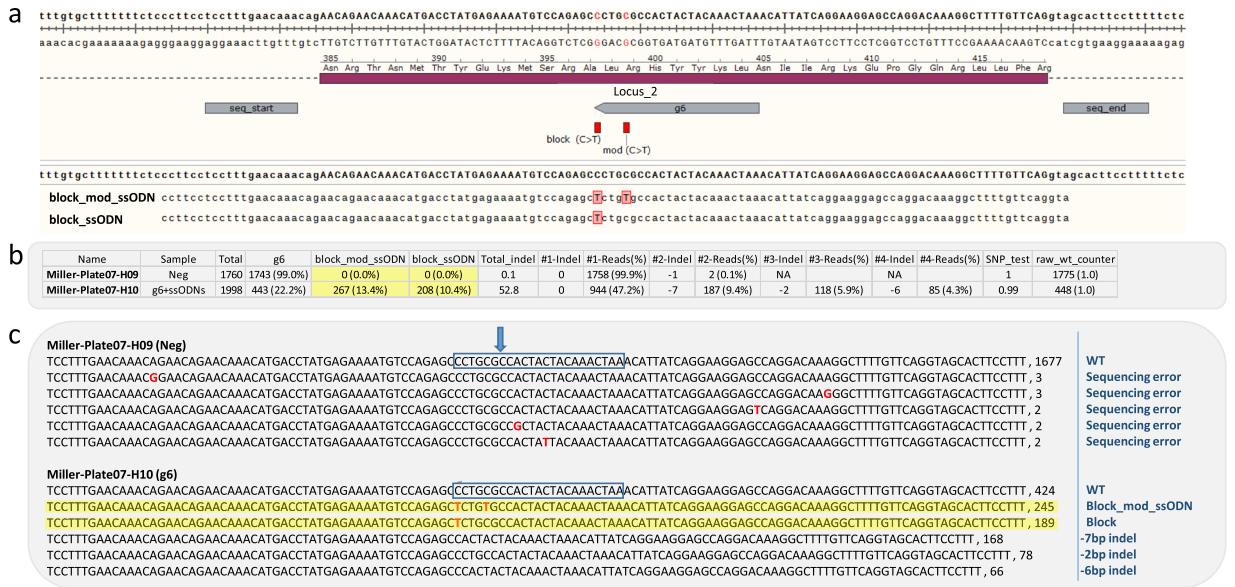 a
tttgtgctttttttctcccttcctcctttgaacaaacagAACAGAACAAACATGACCTATGAGAAAATGTCCAGAGCCCTGCGCCACTACTACAAACTAAACATTATCAGGAAGGAGCCAGGACAAAGGCTTTTGTTCAGgtagcacttcctttttctc
aaacacgaaaaaaagagggaaggaggaaacttgtttgtcTTGTCTTGTTTGTACTGGATACTCTTTTACAGGTCTCGGGACGCGGTGATGATGTTTGATTTGTAATAGTCCTTCCTCGGTCCTGTTTCCGAAAACAAGTCcatcgtgaaggaaaaagag
385 390 395 400 405 410 415
Asn Arg Thr Asn Met Thr Tyr Glu Lys Met Ser Arg Ala Leu Arg His Tyr Tyr Lys Leu Asn Ile Ile Arg Lys Glu Pro Gly Gln Arg Leu Leu Phe Arg
Locus_2
seq_start g6 seq_end
block (C>T)
mod (C>T)
tttgtgctttttttctcccttcctcctttgaacaaacagAACAGAACAAACATGACCTATGAGAAAATGTCCAGAGCCCTGCGCCACTACTACAAACTAAACATTATCAGGAAGGAGCCAGGACAAAGGCTTTTGTTCAGgtagcacttcctttttctc
block_mod_ssODN ccttcctcctttgaacaaacagaacagaacaaacatgacctatgagaaaatgtccagagcTctgTgccactactacaaactaaacattatcaggaaggagccaggacaaaggcttttgttcaggta
block_ssODN ccttcctcctttgaacaaacagaacagaacaaacatgacctatgagaaaatgtccagagcTctgcgccactactacaaactaaacattatcaggaaggagccaggacaaaggcttttgttcaggta
b
Name Sample Total g6 block_mod_ssODN block_ssODN Total_indel #1-Indel #1-Reads(%) #2-Indel #2-Reads(%) #3-Indel #3-Reads(%) #4-Indel #4-Reads(%) SNP_test raw_wt_counter
Miller-Plate07-H09 Neg 1760 1743 (99.0%) 0 (0.0%) 0 (0.0%) 0.1 0 1758 (99.9%) -1 2 (0.1%) NA NA 1 1775 (1.0)
Miller-Plate07-H10 g6+ssODNs 1998 443 (22.2%) 267 (13.4%) 208 (10.4%) 52.8 0 944 (47.2%) -7 187 (9.4%) -2 118 (5.9%) -6 85 (4.3%) 0.99 448 (1.0)
c
Miller-Plate07-H09 (Neg)
TCCTTTGAACAAACAGAACAGAACAAACATGACCTATGAGAAAATGTCCAGAGCCCTGCGCCACTACTACAAACTAAACATTATCAGGAAGGAGCCAGGACAAAGGCTTTTGTTCAGGTAGCACTTCCTTT, 1677 WT
TCCTTTGAACAAACGGAACAGAACAAACATGACCTATGAGAAAATGTCCAGAGCCCTGCGCCACTACTACAAACTAAACATTATCAGGAAGGAGCCAGGACAAAGGCTTTTGTTCAGGTAGCACTTCCTTT, 3 Sequencing error
TCCTTTGAACAAACAGAACAGAACAAACATGACCTATGAGAAAATGTCCAGAGCCCTGCGCCACTACTACAAACTAAACATTATCAGGAAGGAGCCAGGACAAGGGCTTTTGTTCAGGTAGCACTTCCTTT, 3 Sequencing error
TCCTTTGAACAAACAGAACAGAACAAACATGACCTATGAGAAAATGTCCAGAGCCCTGCGCCACTACTACAAACTAAACATTATCAGGAAGGAGTCAGGACAAAGGCTTTTGTTCAGGTAGCACTTCCTTT, 2 Sequencing error
TCCTTTGAACAAACAGAACAGAACAAACATGACCTATGAGAAAATGTCCAGAGCCCTGCGCCGCTACTACAAACTAAACATTATCAGGAAGGAGCCAGGACAAAGGCTTTTGTTCAGGTAGCACTTCCTTT, 2 Sequencing error
TCCTTTGAACAAACAGAACAGAACAAACATGACCTATGAGAAAATGTCCAGAGCCCTGCGCCACTATTACAAACTAAACATTATCAGGAAGGAGCCAGGACAAAGGCTTTTGTTCAGGTAGCACTTCCTTT, 2 Sequencing error
Miller-Plate07-H10 (g6)
TCCTTTGAACAAACAGAACAGAACAAACATGACCTATGAGAAAATGTCCAGAGCCCTGCGCCACTACTACAAACTAAACATTATCAGGAAGGAGCCAGGACAAAGGCTTTTGTTCAGGTAGCACTTCCTTT, 424 WT
TCCTTTGAACAAACAGAACAGAACAAACATGACCTATGAGAAAATGTCCAGAGCTCTGTGCCACTACTACAAACTAAACATTATCAGGAAGGAGCCAGGACAAAGGCTTTTGTTCAGGTAGCACTTCCTTT, 245 Block_mod_ssODN
TCCTTTGAACAAACAGAACAGAACAAACATGACCTATGAGAAAATGTCCAGAGCTCTGCGCCACTACTACAAACTAAACATTATCAGGAAGGAGCCAGGACAAAGGCTTTTGTTCAGGTAGCACTTCCTTT, 189 Block
TCCTTTGAACAAACAGAACAGAACAAACATGACCTATGAGAAAATGTCCAGAGCCACTACTACAAACTAAACATTATCAGGAAGGAGCCAGGACAAAGGCTTTTGTTCAGGTAGCACTTCCTTT, 168 -7bp indel
TCCTTTGAACAAACAGAACAGAACAAACATGACCTATGAGAAAATGTCCAGAGCCCTGCCACTACTACAAACTAAACATTATCAGGAAGGAGCCAGGACAAAGGCTTTTGTTCAGGTAGCACTTCCTTT, 78 -2bp indel
TCCTTTGAACAAACAGAACAGAACAAACATGACCTATGAGAAAATGTCCAGAGCCCACTACTACAAACTAAACATTATCAGGAAGGAGCCAGGACAAAGGCTTTTGTTCAGGTAGCACTTCCTTT, 66 -6bp indel